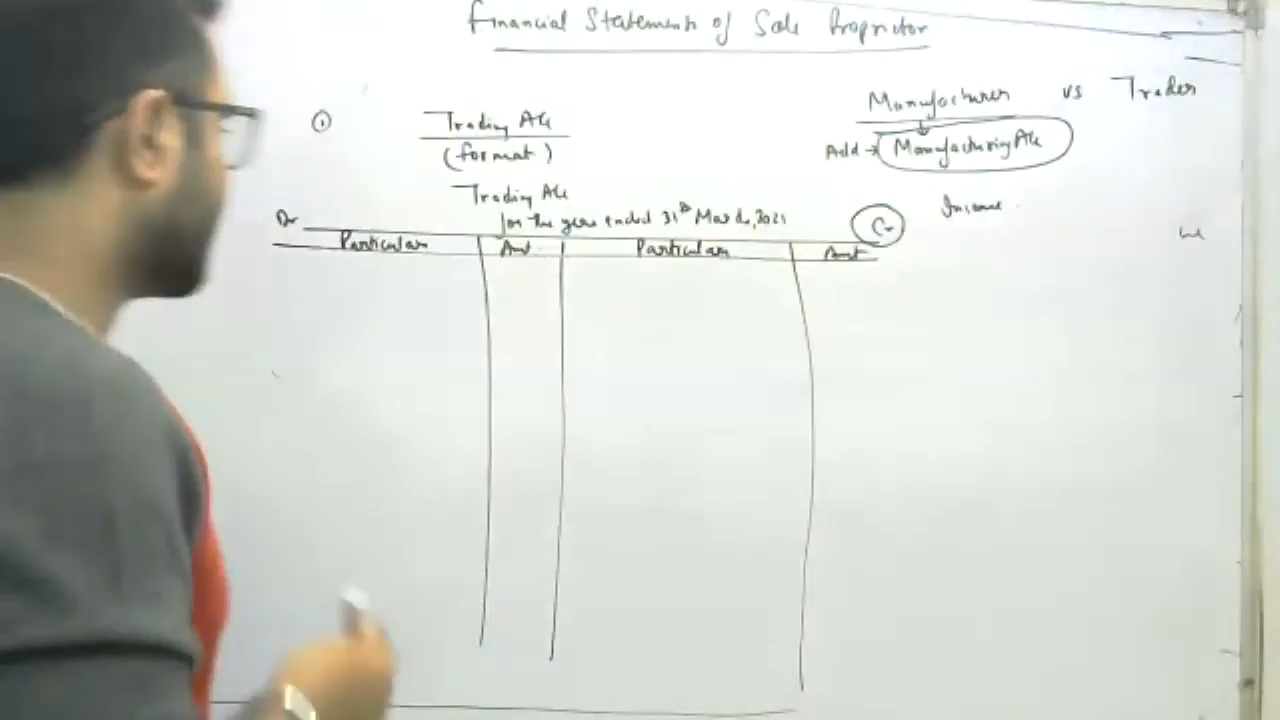 Financial Statements of Sole Proprietor
Manufacturer vs Trader
① Trading A/c
(format)
Add → Manufacturing A/c
Trading A/c
for the year ended 31st March, 2021
Dr Cr
Income
Particulars Amt Particulars Amt